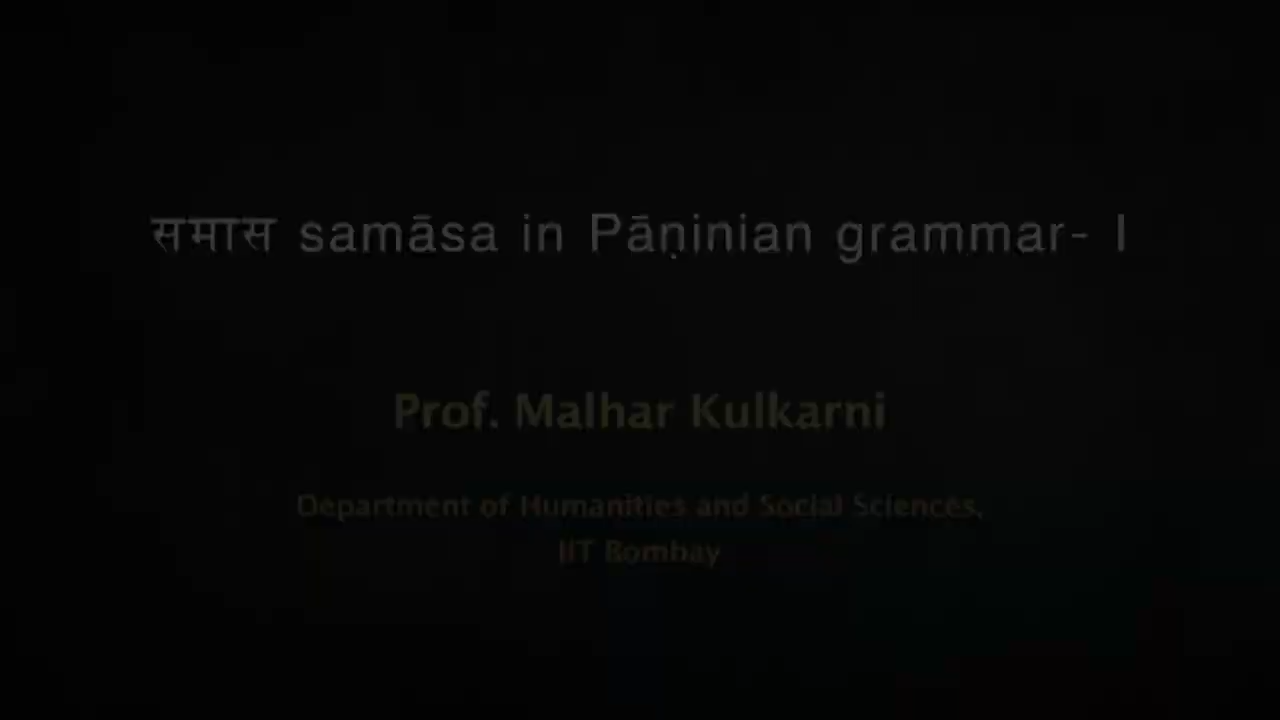 समास samāsa in Pāṇinian grammar- I
Prof. Malhar Kulkarni
Department of Humanities and Social Sciences,
IIT Bombay